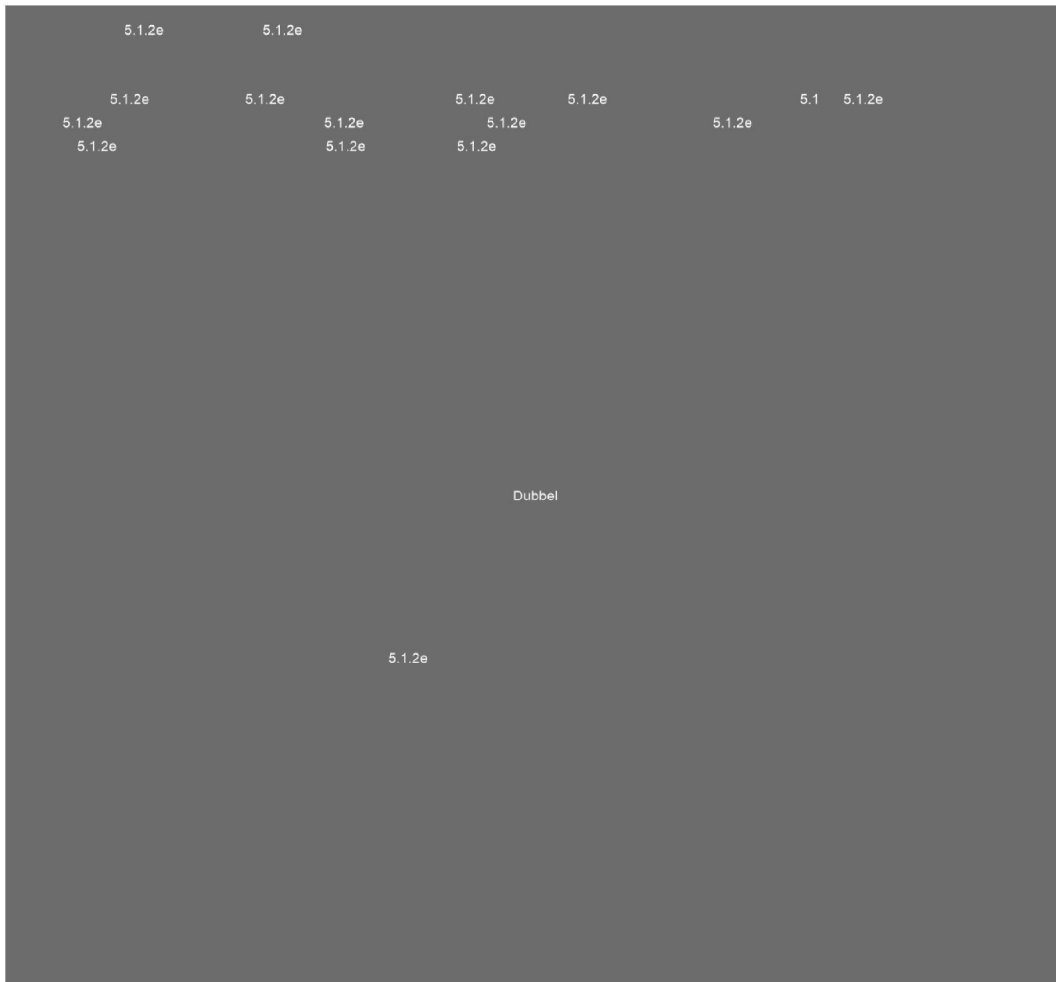 5.1.2e 5.1.2e
5.1.2e 5.1.2e 5.1.2e 5.1.2e 5.1 5.1.2e
5.1.2e 5.1.2e 5.1.2e 5.1.2e
5.1.2e 5.1.2e 5.1.2e
Dubbel
5.1.2e